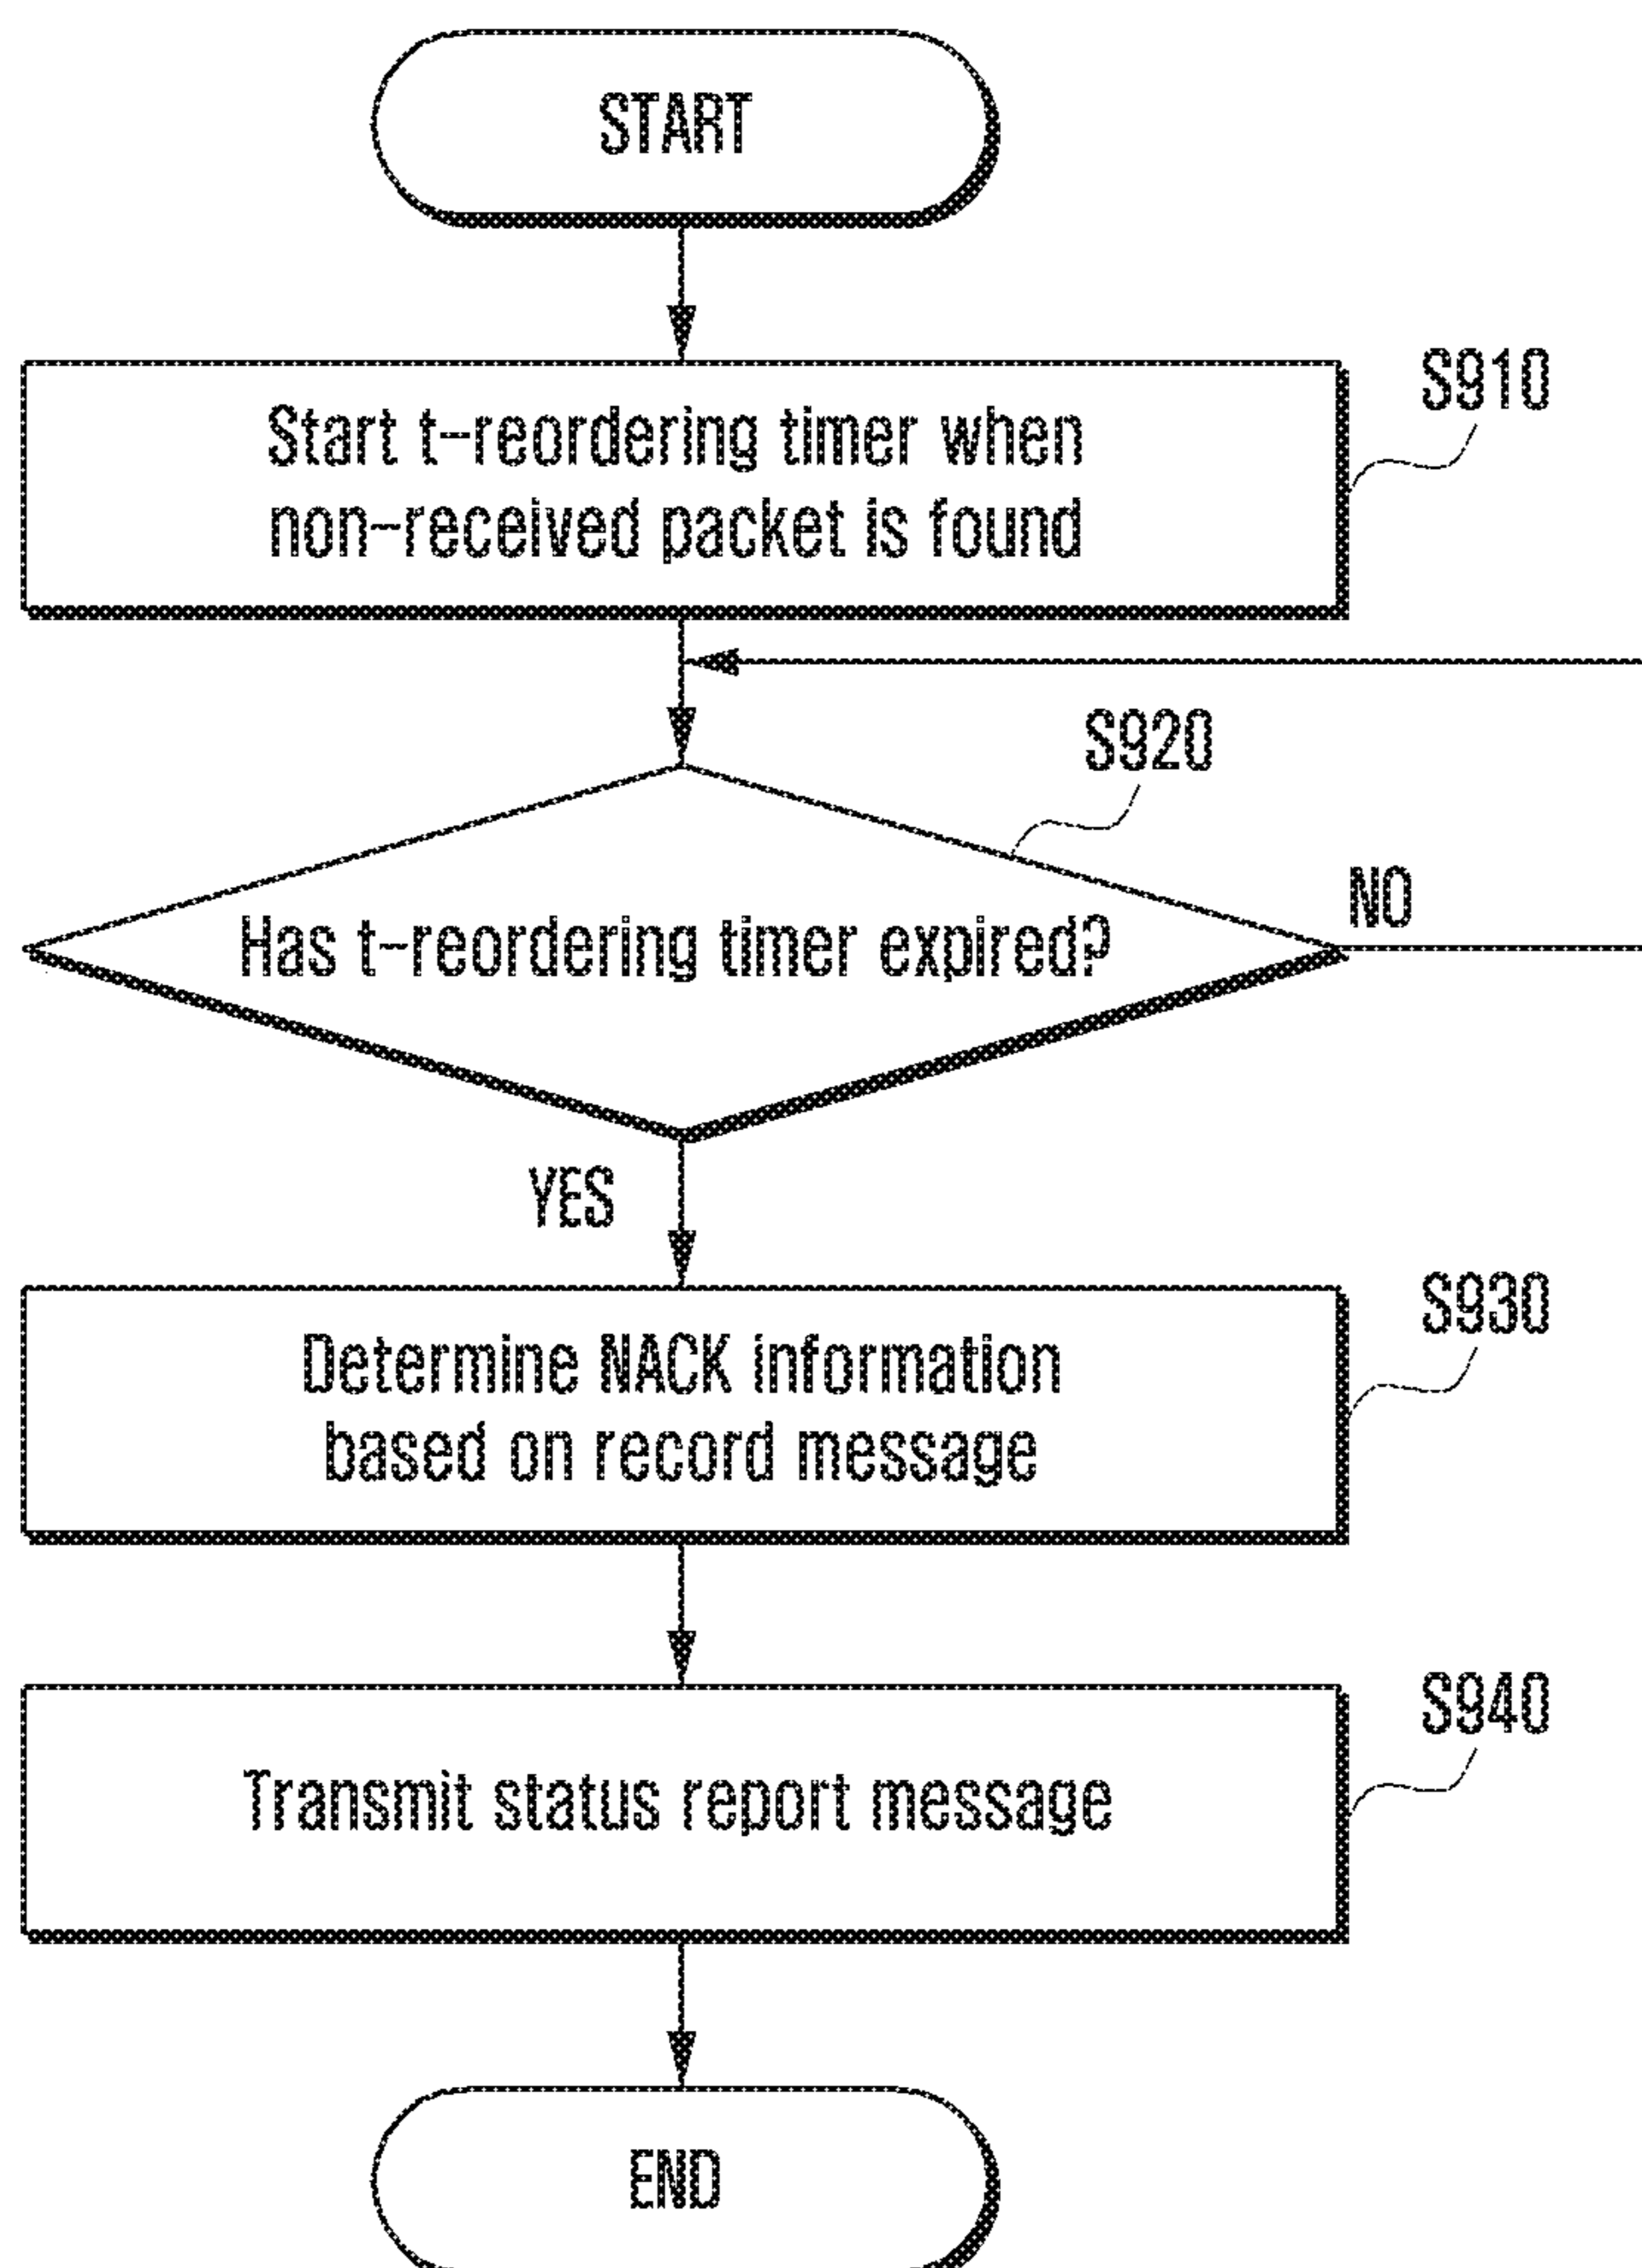 START
S910
Start t-reordering timer when
non-received packet is found
S920
NO
Has t-reordering timer expired?
YES
S930
Determine NACK information
based on record message
S940
Transmit status report message
END